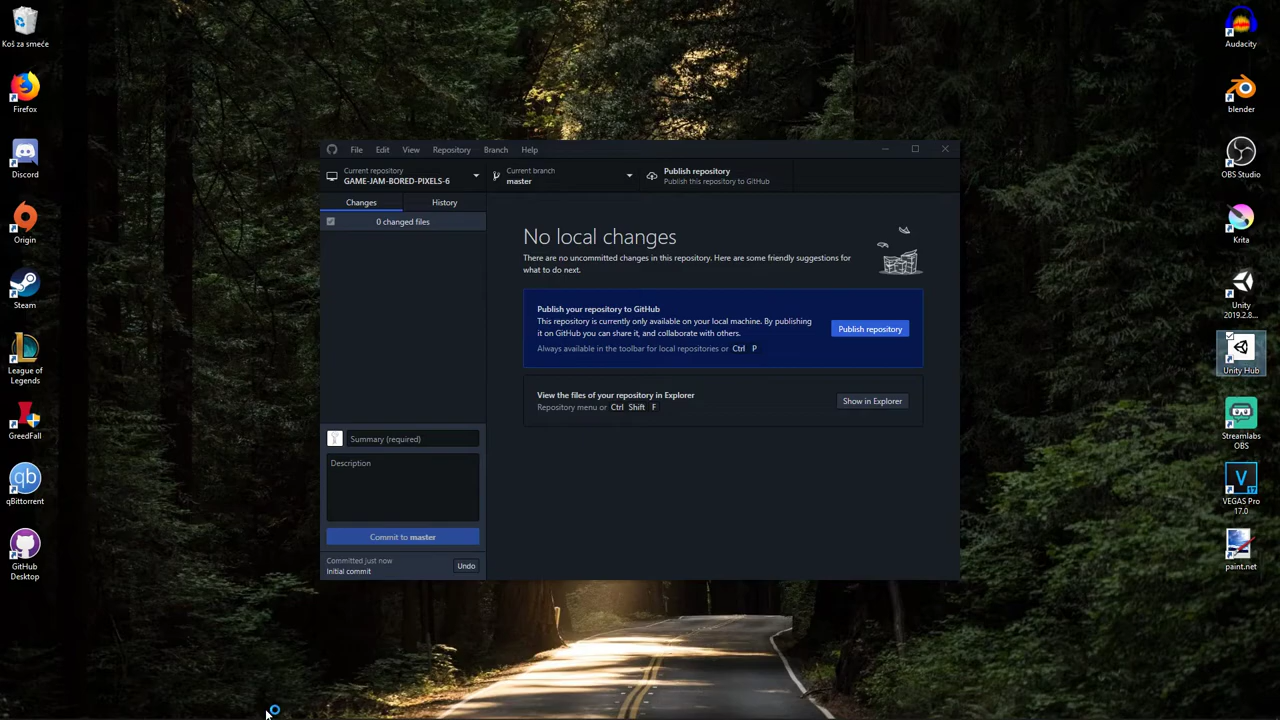 Koš za smeće
Firefox
Discord
Origin
Steam
League of
Legends
GreedFall
qBittorrent
GitHub
Desktop
File Edit View Repository Branch Help
Current repository
GAME-JAM-BORED-PIXELS-6
Current branch
master
Publish repository
Publish this repository to GitHub
Changes History
0 changed files
No local changes
There are no uncommitted changes in this repository. Here are some friendly suggestions for
what to do next.
Publish your repository to GitHub
This repository is currently only available on your local machine. By publishing
it on GitHub you can share it, and collaborate with others.
Always available in the toolbar for local repositories or Ctrl P
Publish repository
View the files of your repository in Explorer
Repository menu or Ctrl Shift F
Show in Explorer
Summary (required)
Description
Commit to master
Committed just now
Initial commit
Undo
Audacity
blender
OBS Studio
Krita
Unity
2019.2.8...
Unity Hub
Streamlabs
OBS
VEGAS Pro
17.0
paint.net